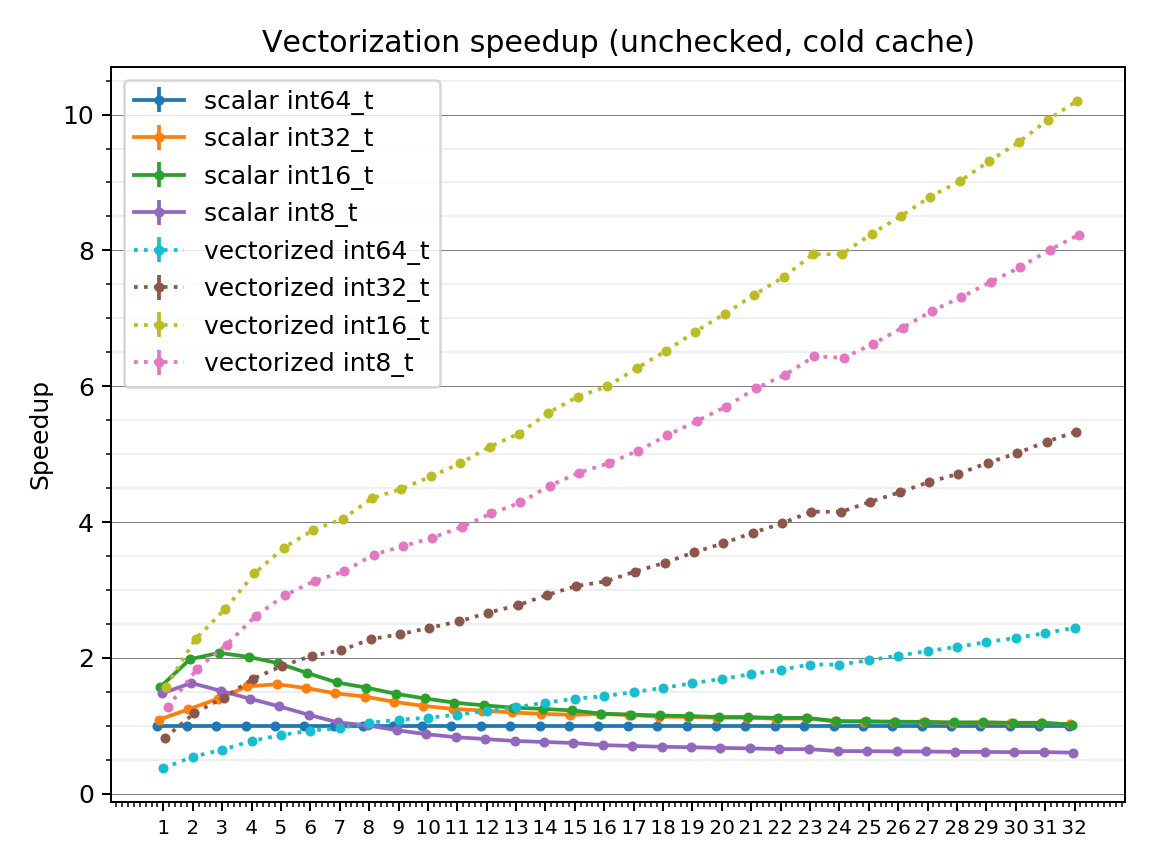 Vectorization speedup (unchecked, cold cache)
scalar int64_t
scalar int32_t
scalar int16_t
scalar int8_t
vectorized int64_t
vectorized int32_t
vectorized int16_t
vectorized int8_t
10
8
6
4
2
0
Speedup
1 2 3 4 5 6 7 8 9 10 11 12 13 14 15 16 17 18 19 20 21 22 23 24 25 26 27 28 29 30 31 32